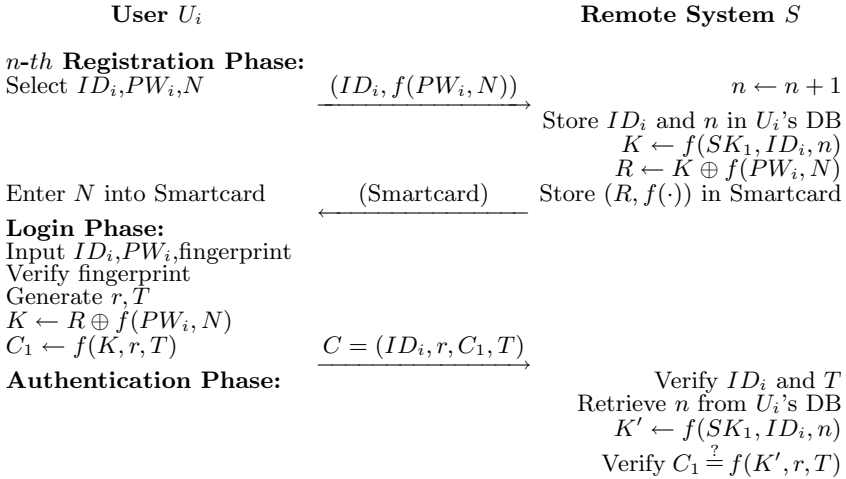 User U_i Remote System S
n-th Registration Phase:
Select ID_i,PW_i,N (ID_i, f(PW_i, N)) n ← n + 1
Store ID_i and n in U_i's DB
K ← f(SK_1, ID_i, n)
R ← K ⊕ f(PW_i, N)
Enter N into Smartcard (Smartcard) Store (R, f(·)) in Smartcard
Login Phase:
Input ID_i,PW_i,fingerprint
Verify fingerprint
Generate r, T
K ← R ⊕ f(PW_i, N)
C_1 ← f(K, r, T) C = (ID_i, r, C_1, T)
Authentication Phase: Verify ID_i and T
Retrieve n from U_i's DB
K′ ← f(SK_1, ID_i, n)
Verify C_1 ≟ f(K′, r, T)